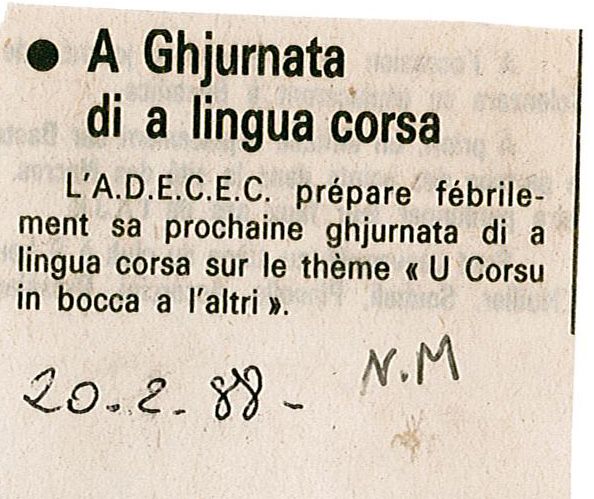 ● A Ghjurnata
di a lingua corsa
L'A.D.E.C.E.C. prépare fébrile-
ment sa prochaine ghjurnata di a
lingua corsa sur le thème « U Corsu
in bocca a l'altri ».
20.2.88-
N.M